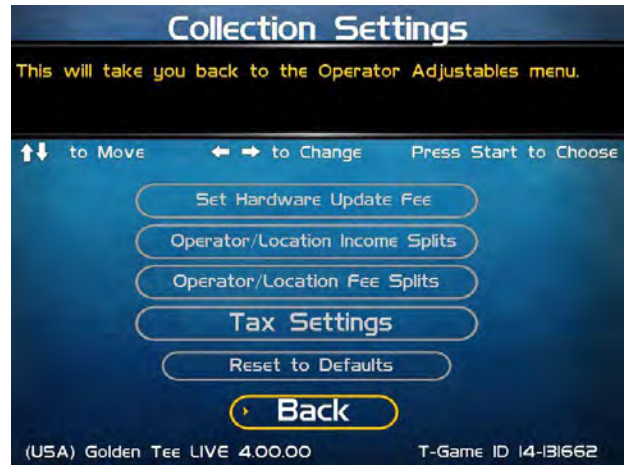 Collection Settings
This will take you back to the Operator Adjustables menu.
to Move to Change Press Start to Choose
Set Hardware Update Fee
Operator/Location Income Splits
Operator/Location Fee Splits
Tax Settings
Reset to Defaults
Back
(USA) Golden Tee LIVE 4.00.00 T-Game ID 14-131662